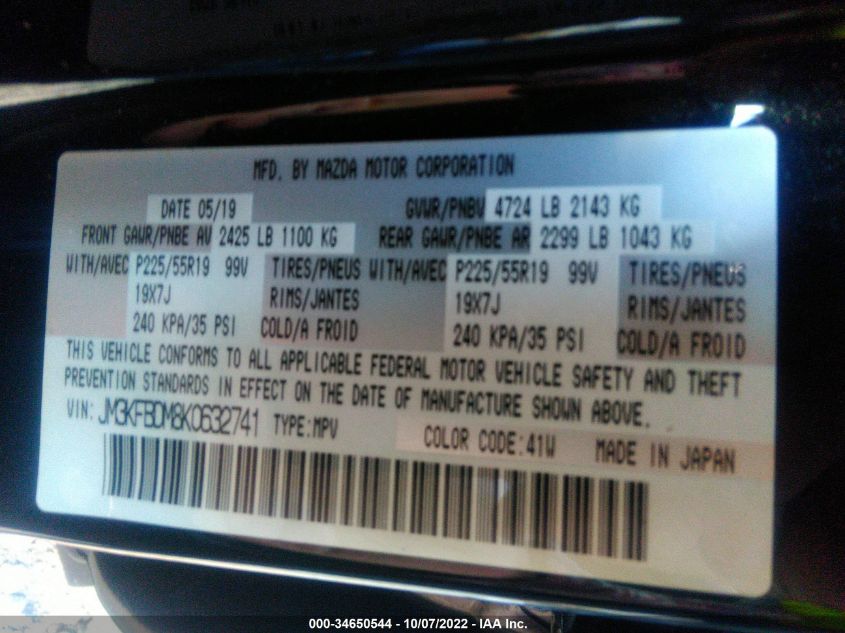 MFD. BY MAZDA MOTOR CORPORATION
DATE 05/19 GVWR/PNBV 4724 LB 2143 KG
FRONT GAWR/PNBE AV 2425 LB 1100 KG REAR GAWR/PNBE AR 2299 LB 1043 KG
WITH/AVEC P225/55R19 99V TIRES/PNEUS WITH/AVEC P225/55R19 99V TIRES/PNEUS
19X7J RIMS/JANTES 19X7J RIMS/JANTES
240 KPA/35 PSI COLD/A FROID 240 KPA/35 PSI COLD/A FROID
THIS VEHICLE CONFORMS TO ALL APPLICABLE FEDERAL MOTOR VEHICLE SAFETY AND THEFT
PREVENTION STANDARDS IN EFFECT ON THE DATE OF MANUFACTURE SHOWN ABOVE.
VIN: JM3KFBDM8K0632741 TYPE:MPV COLOR CODE:41W MADE IN JAPAN
000-34650544 - 10/07/2022 - IAA Inc.